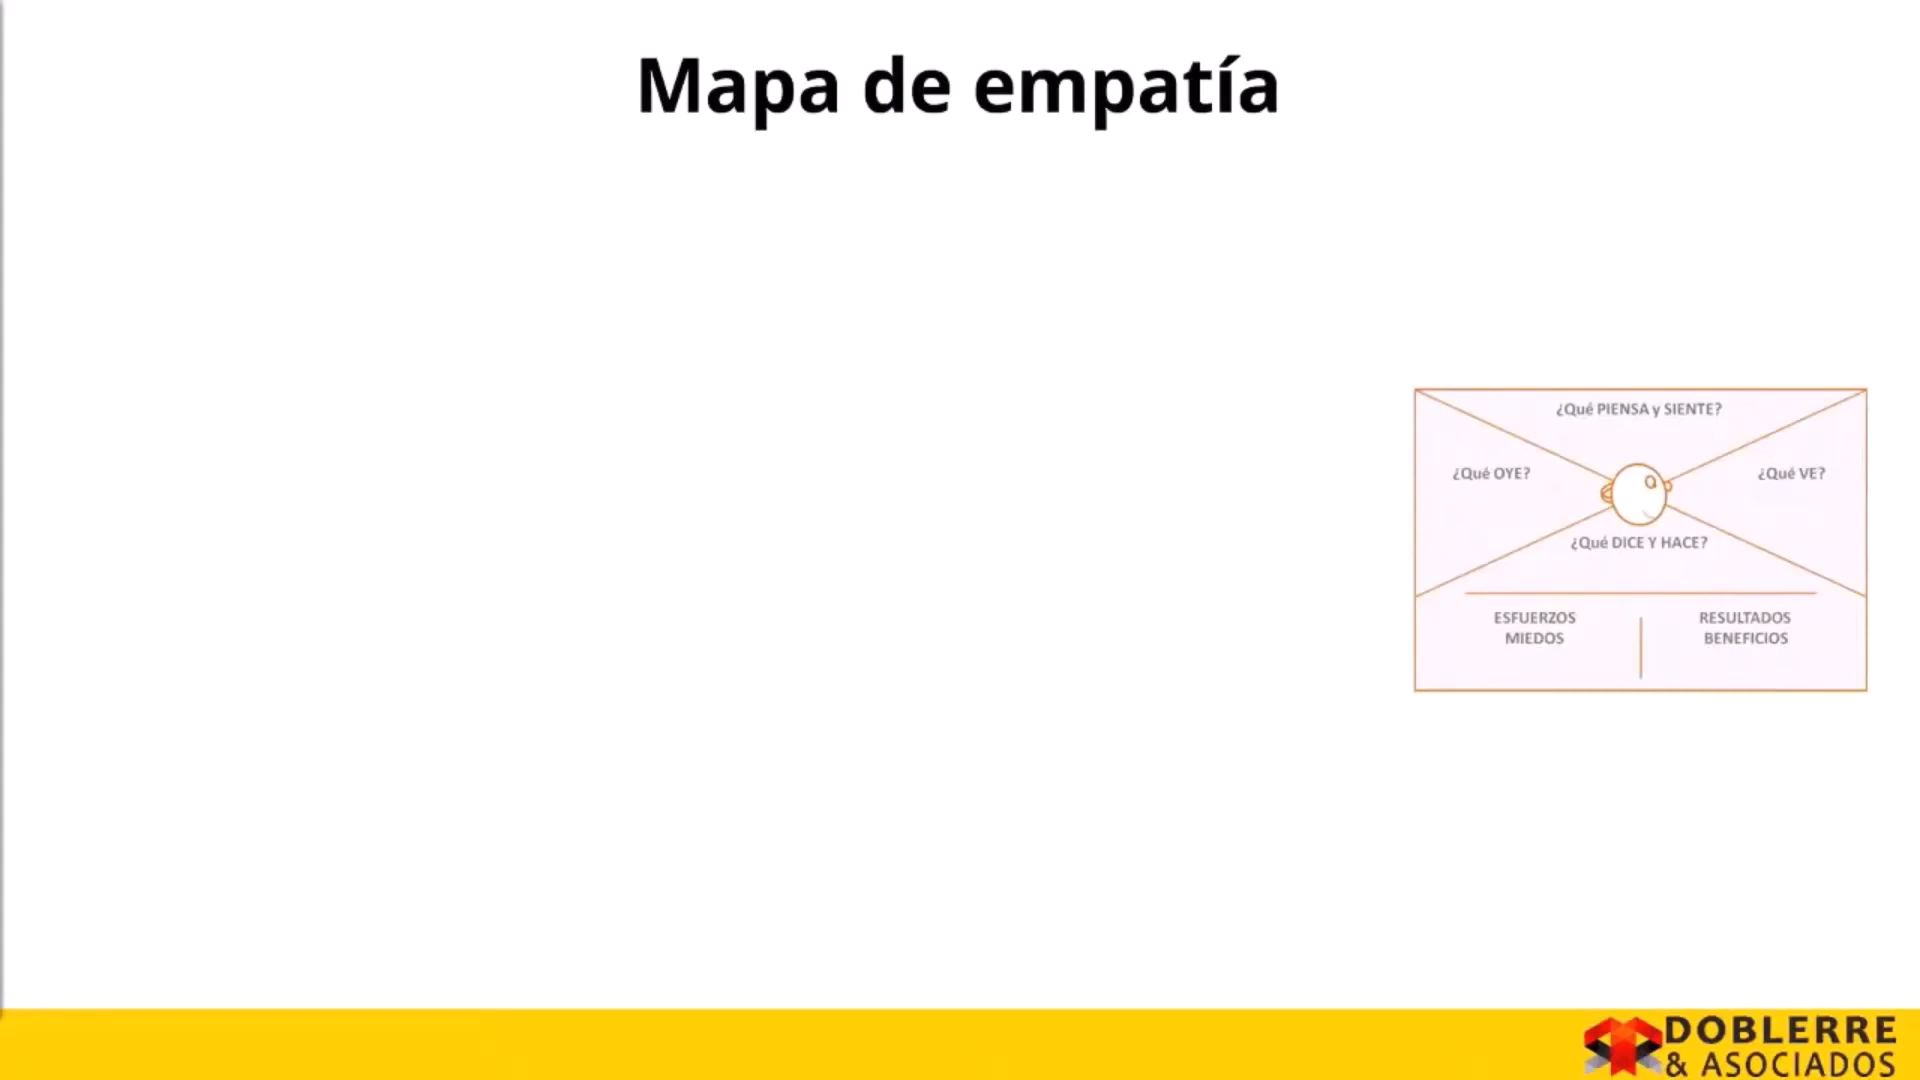 Mapa de empatía
¿Qué PIENSA y SIENTE?
¿Qué OYE?
¿Qué VE?
¿Qué DICE Y HACE?
ESFUERZOS
MIEDOS
RESULTADOS
BENEFICIOS
DOBLERRE
& ASOCIADOS